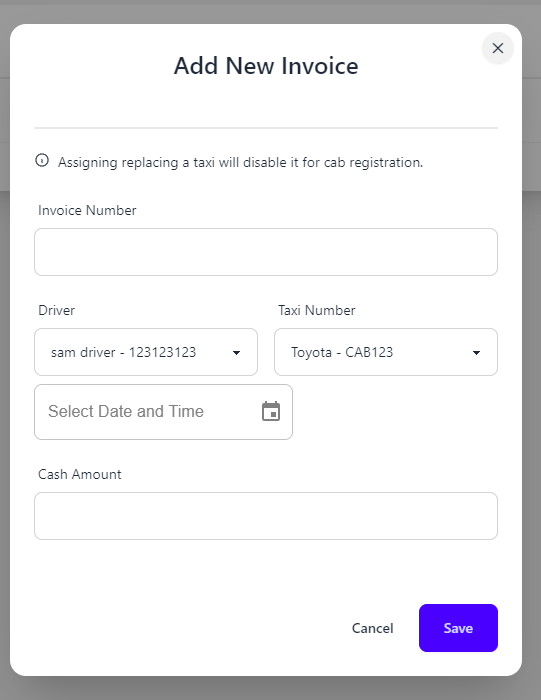 Add New Invoice
Assigning replacing a taxi will disable it for cab registration.
Invoice Number
Driver
Taxi Number
sam driver - 123123123
Toyota - CAB123
Select Date and Time
Cash Amount
Cancel
Save